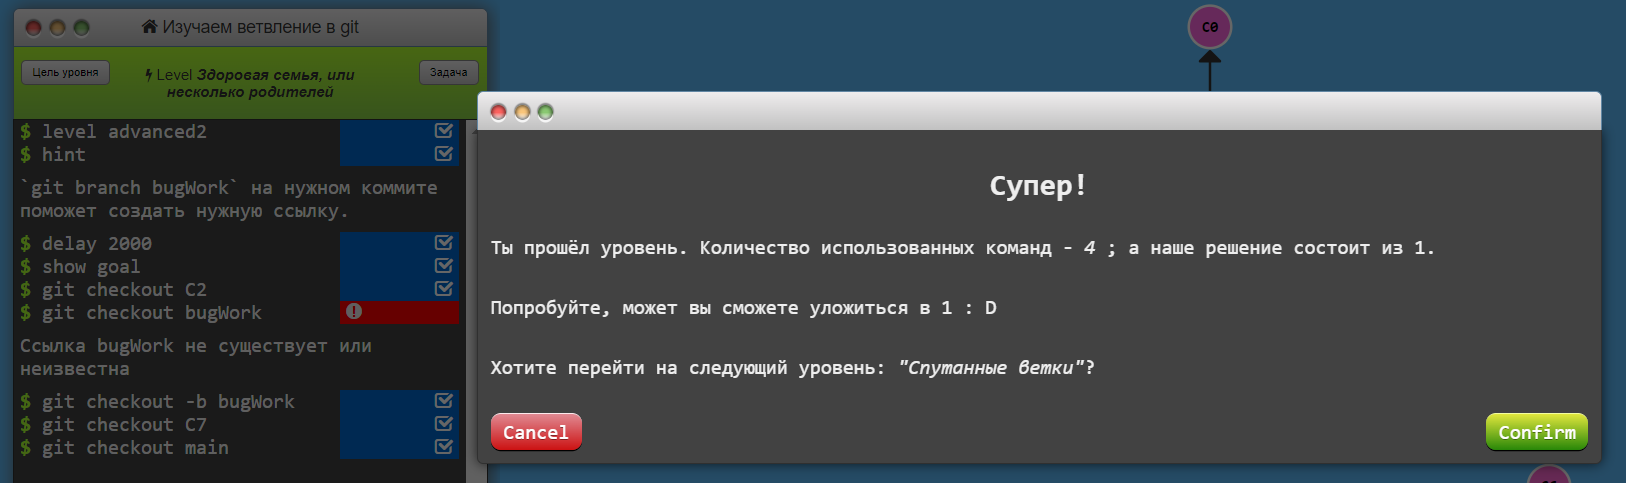 Изучаем ветвление в git
Цель уровня
Level Здоровая семья, или
несколько родителей
Задача
$ level advanced2
$ hint
`git branch bugWork` на нужном коммите
поможет создать нужную ссылку.
$ delay 2000
$ show goal
$ git checkout C2
$ git checkout bugWork
Ссылка bugWork не существует или
неизвестна
$ git checkout -b bugWork
$ git checkout C7
$ git checkout main
C0
Супер!
Ты прошёл уровень. Количество использованных команд - 4 ; а наше решение состоит из 1.
Попробуйте, может вы сможете уложиться в 1 : D
Хотите перейти на следующий уровень: "Спутанные ветки"?
Cancel
Confirm